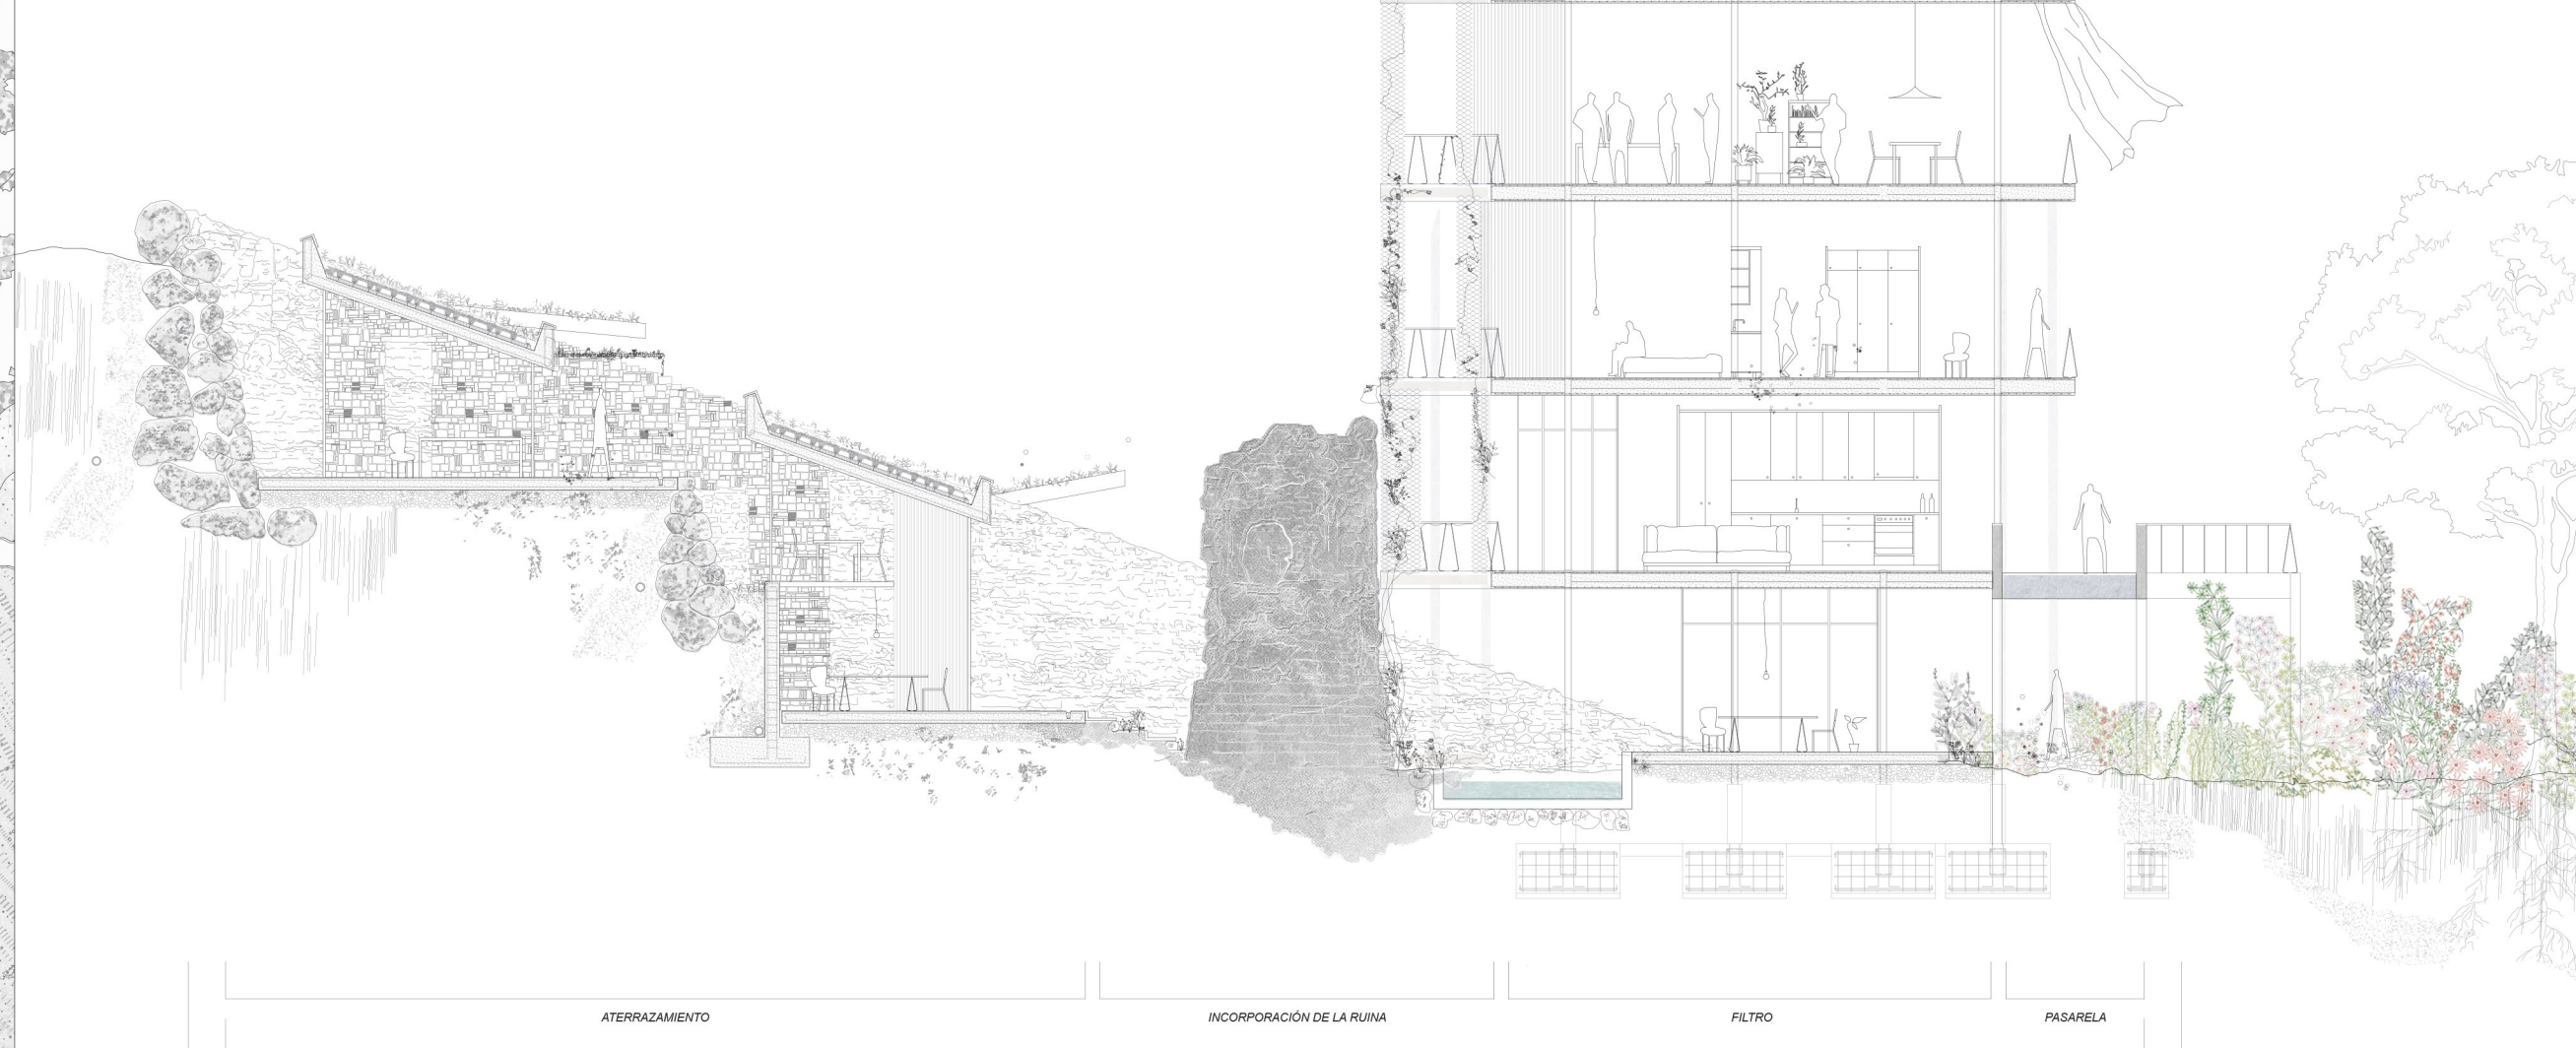 ATERRAZAMIENTO
INCORPORACIÓN DE LA RUINA
FILTRO
PASARELA